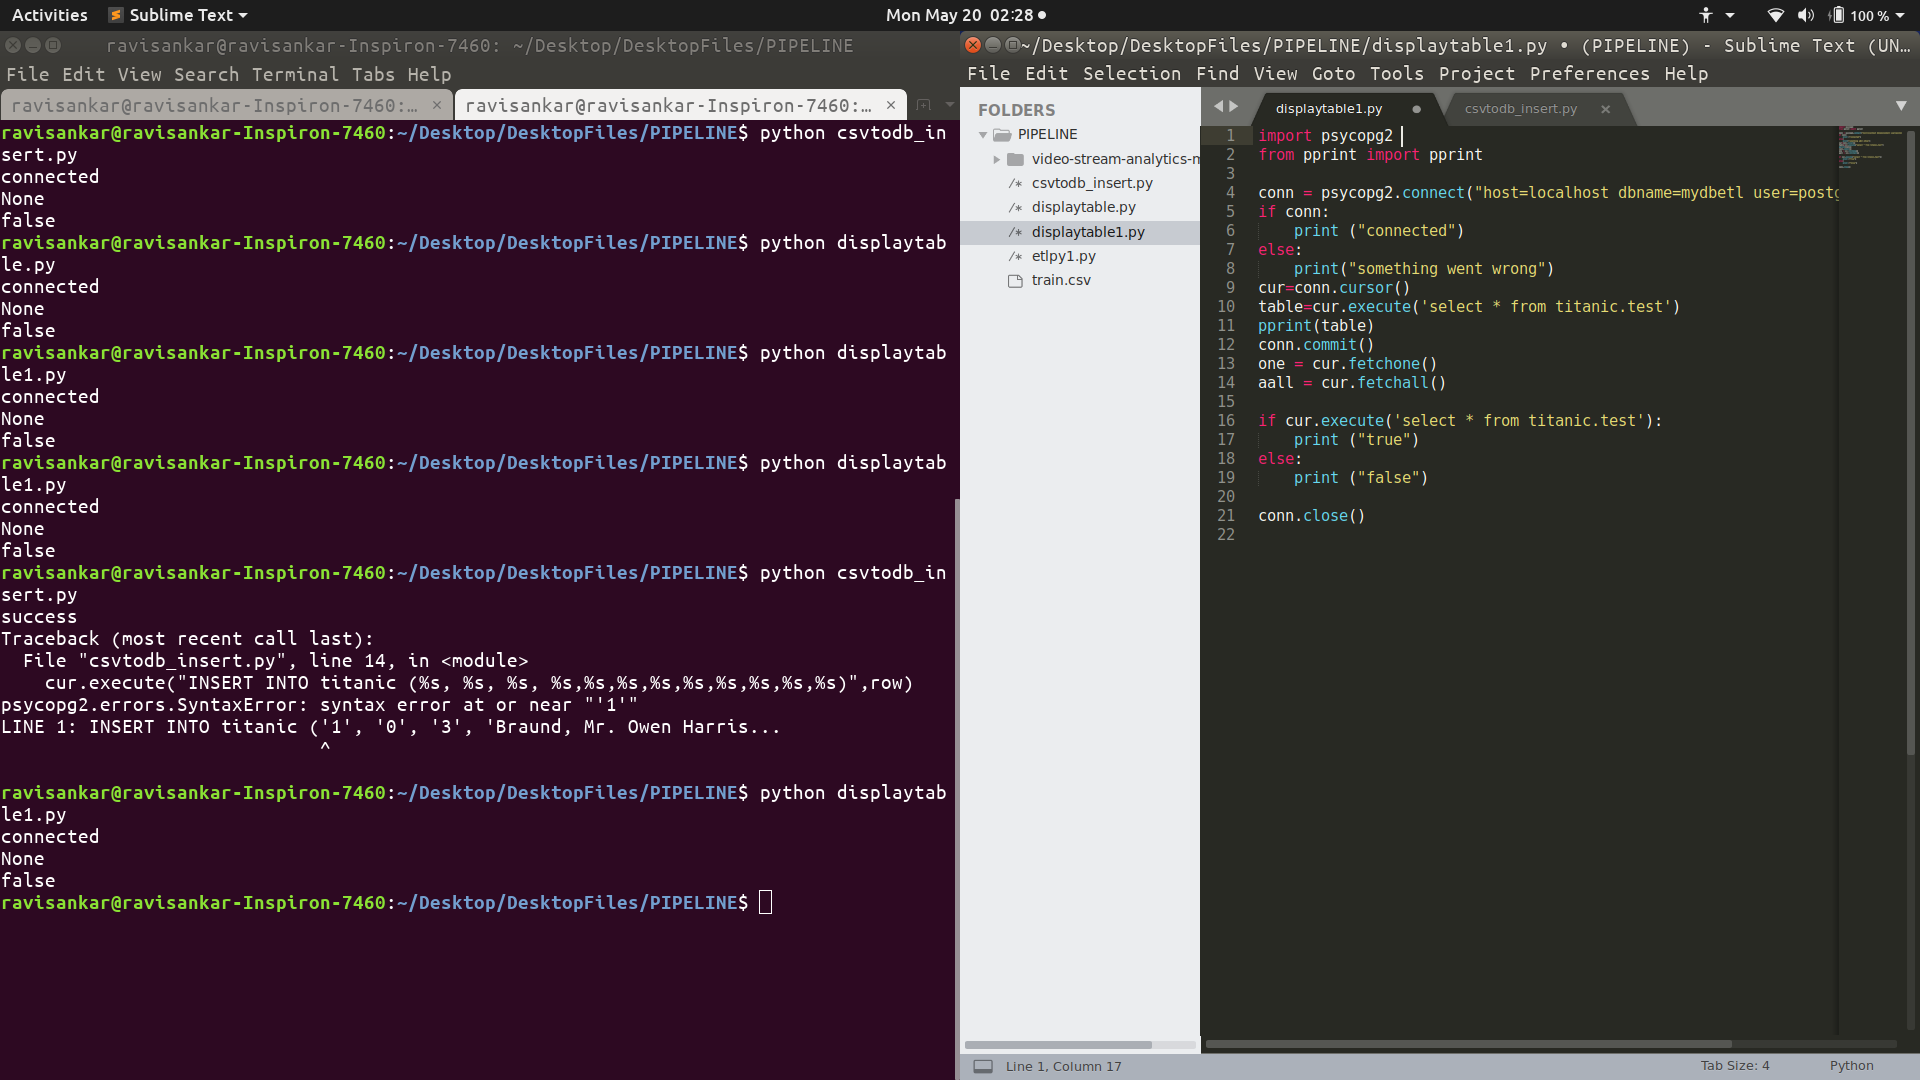 Activities Sublime Text Mon May 20 02:28 100 %
ravisankar@ravisankar-Inspiron-7460: ~/Desktop/DesktopFiles/PIPELINE
File Edit View Search Terminal Tabs Help
ravisankar@ravisankar-Inspiron-7460:... × ravisankar@ravisankar-Inspiron-7460:... ×
ravisankar@ravisankar-Inspiron-7460:~/Desktop/DesktopFiles/PIPELINE$ python csvtodb_in
sert.py
connected
None
false
ravisankar@ravisankar-Inspiron-7460:~/Desktop/DesktopFiles/PIPELINE$ python displaytab
le.py
connected
None
false
ravisankar@ravisankar-Inspiron-7460:~/Desktop/DesktopFiles/PIPELINE$ python displaytab
le1.py
connected
None
false
ravisankar@ravisankar-Inspiron-7460:~/Desktop/DesktopFiles/PIPELINE$ python displaytab
le1.py
connected
None
false
ravisankar@ravisankar-Inspiron-7460:~/Desktop/DesktopFiles/PIPELINE$ python csvtodb_in
sert.py
success
Traceback (most recent call last):
  File "csvtodb_insert.py", line 14, in <module>
    cur.execute("INSERT INTO titanic (%s, %s, %s, %s,%s,%s,%s,%s,%s,%s,%s,%s)",row)
psycopg2.errors.SyntaxError: syntax error at or near "'1'"
LINE 1: INSERT INTO titanic ('1', '0', '3', 'Braund, Mr. Owen Harris...
^
ravisankar@ravisankar-Inspiron-7460:~/Desktop/DesktopFiles/PIPELINE$ python displaytab
le1.py
connected
None
false
ravisankar@ravisankar-Inspiron-7460:~/Desktop/DesktopFiles/PIPELINE$
~/Desktop/DesktopFiles/PIPELINE/displaytable1.py • (PIPELINE) - Sublime Text (UN...
File Edit Selection Find View Goto Tools Project Preferences Help
FOLDERS
PIPELINE
video-stream-analytics-m
/* csvtodb_insert.py
/* displaytable.py
/* displaytable1.py
/* etlpy1.py
train.csv
displaytable1.py csvtodb_insert.py ×
1 import psycopg2
2 from pprint import pprint
3
4 conn = psycopg2.connect("host=localhost dbname=mydbetl user=postg
5 if conn:
6     print ("connected")
7 else:
8     print("something went wrong")
9 cur=conn.cursor()
10 table=cur.execute('select * from titanic.test')
11 pprint(table)
12 conn.commit()
13 one = cur.fetchone()
14 aall = cur.fetchall()
15
16 if cur.execute('select * from titanic.test'):
17     print ("true")
18 else:
19     print ("false")
20
21 conn.close()
22
Line 1, Column 17 Tab Size: 4 Python